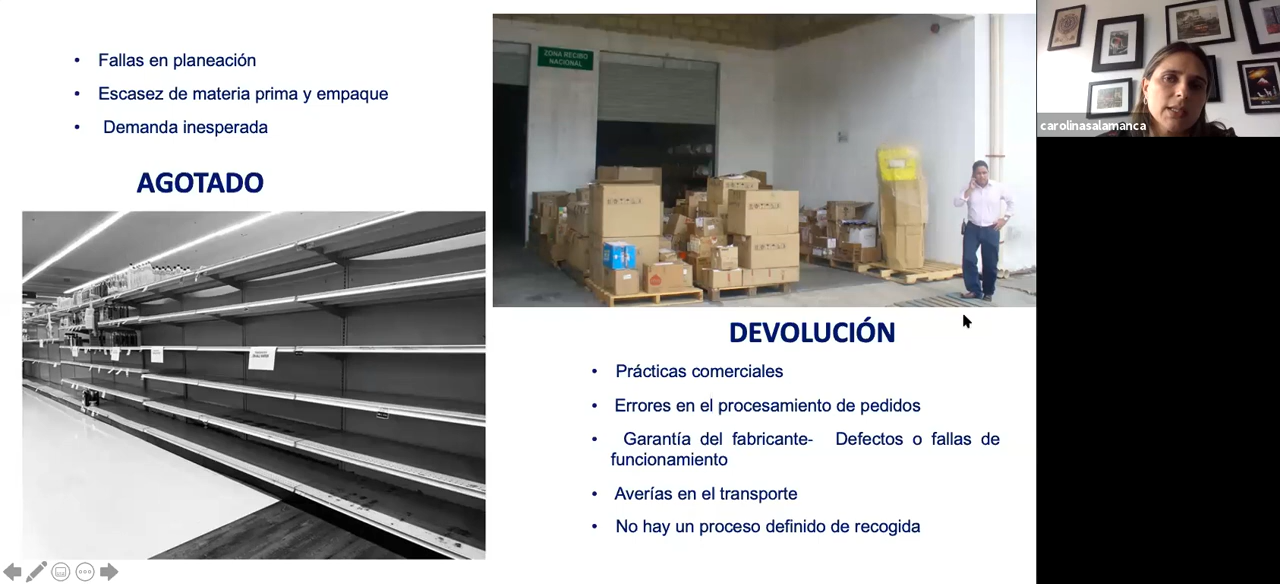 Fallas en planeación
Escasez de materia prima y empaque
Demanda inesperada
AGOTADO
ZONA RECIBO
NACIONAL
carolinasalamanca
DEVOLUCIÓN
Prácticas comerciales
Errores en el procesamiento de pedidos
Garantía del fabricante- Defectos o fallas de
funcionamiento
Averías en el transporte
No hay un proceso definido de recogida